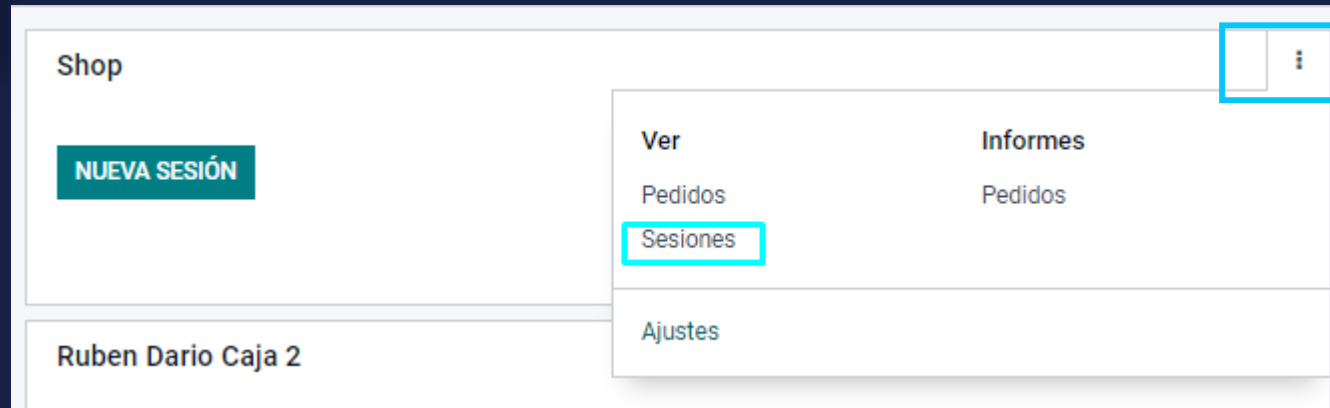 Shop
NUEVA SESIÓN
Ver
Pedidos
Sesiones
Informes
Pedidos
Ajustes
Ruben Dario Caja 2